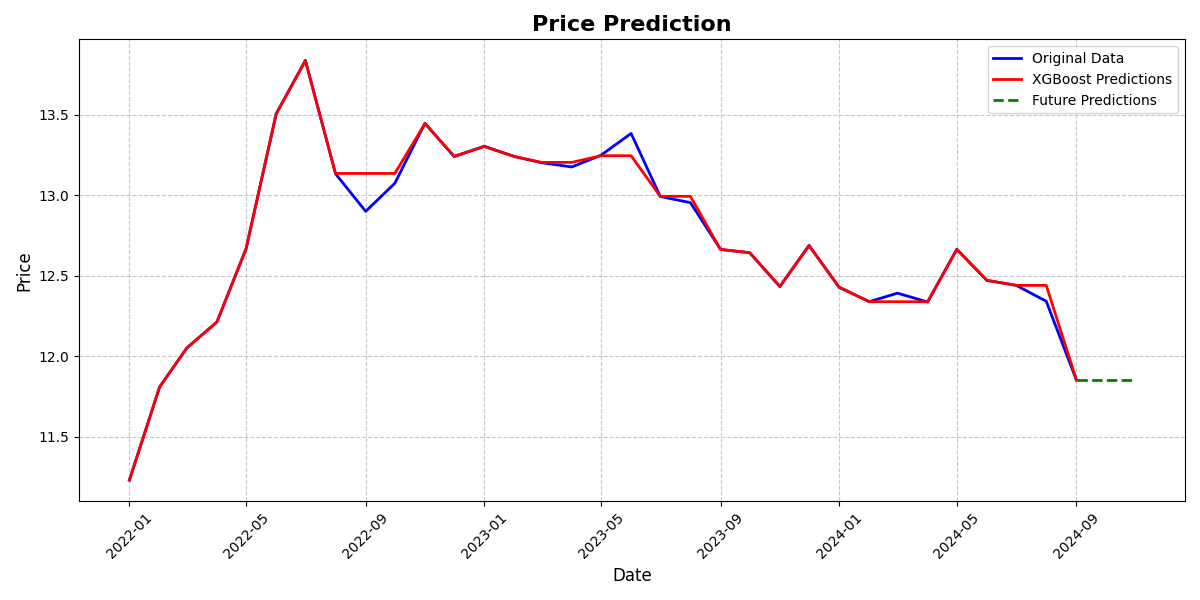 Price Prediction
Original Data
XGBoost Predictions
Future Predictions
Price
13.5
13.0
12.5
12.0
11.5
2022-01
2022-05
2022-09
2023-01
2023-05
2023-09
2024-01
2024-05
2024-09
Date